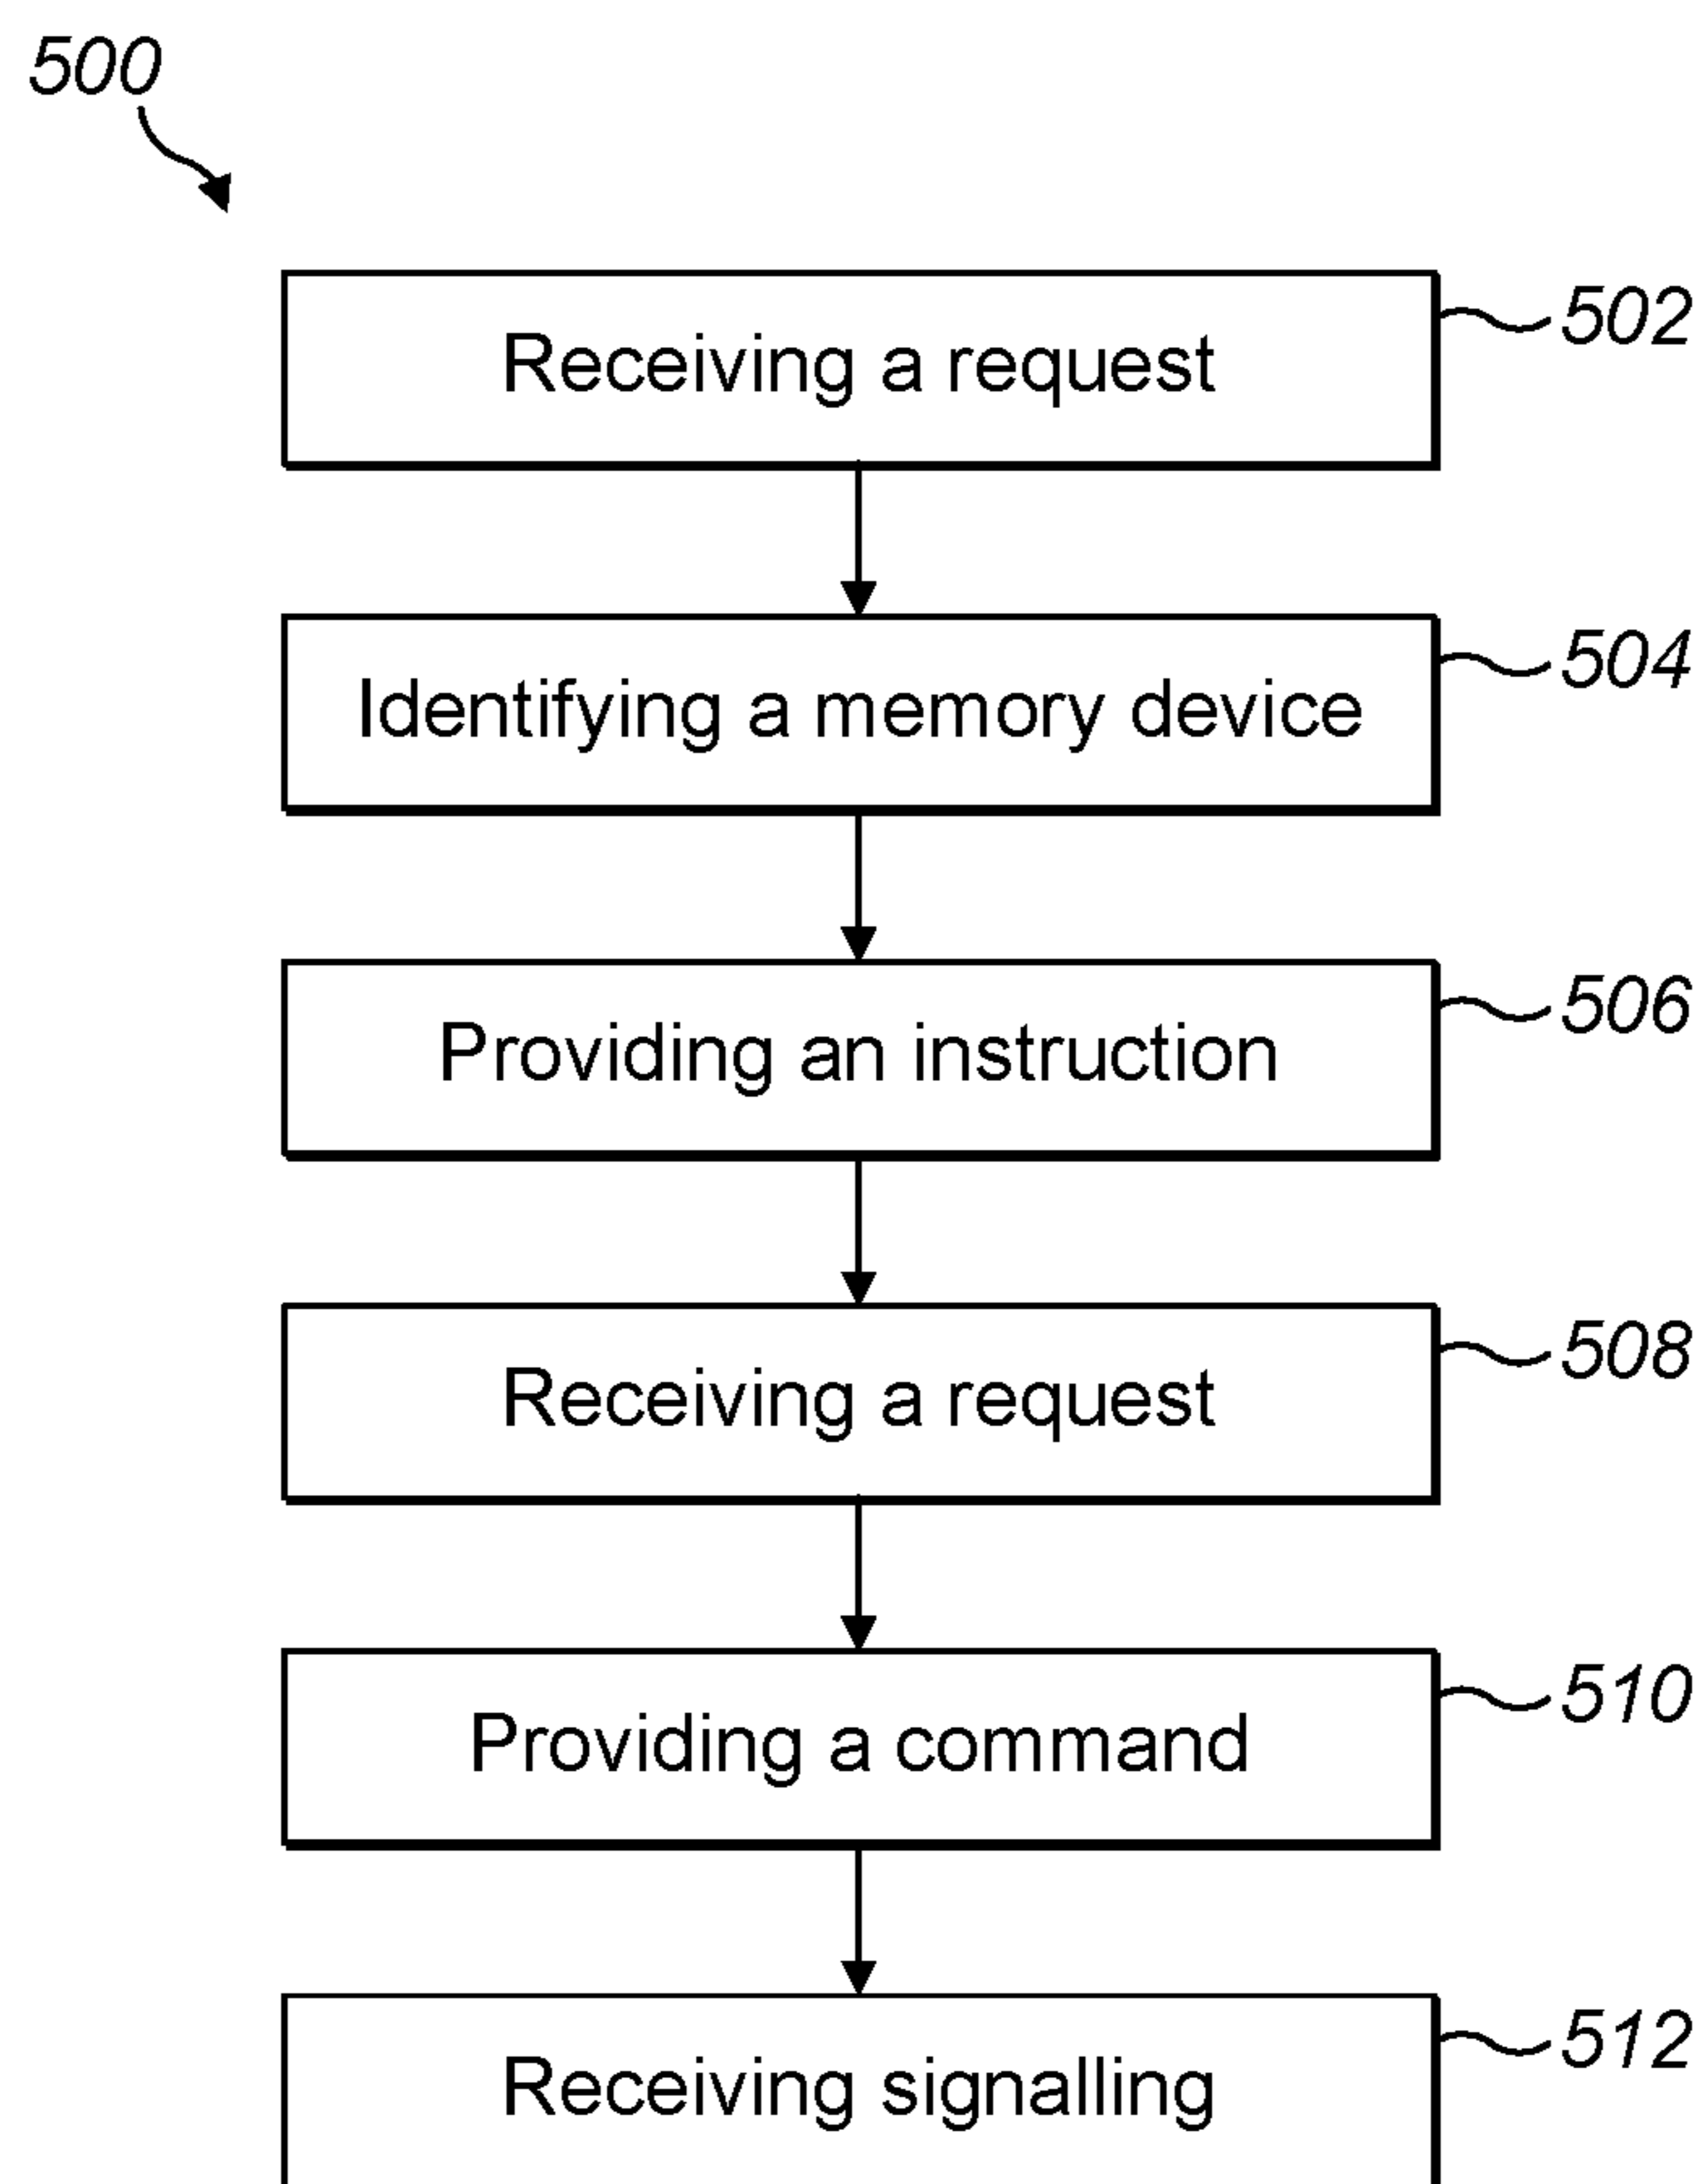 500
Receiving a request
502
Identifying a memory device
504
Providing an instruction
506
Receiving a request
508
Providing a command
510
Receiving signalling
512